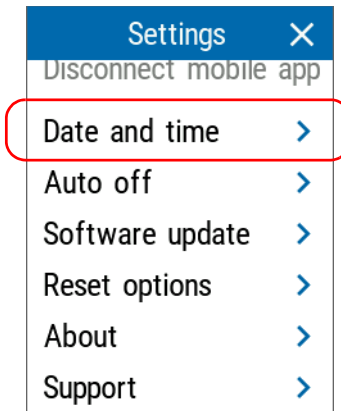 Settings
Disconnect mobile app
Date and time
Auto off
Software update
Reset options
About
Support